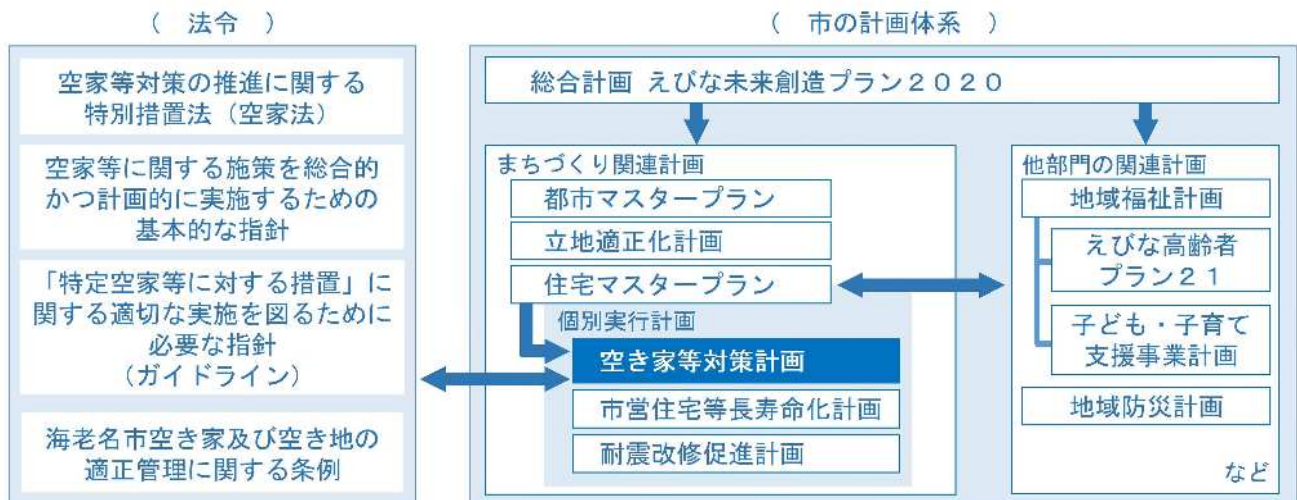 （　法令　）
空家等対策の推進に関する
特別措置法（空家法）
空家等に関する施策を総合的
かつ計画的に実施するための
基本的な指針
「特定空家等に対する措置」に
関する適切な実施を図るために
必要な指針
（ガイドライン）
海老名市空き家及び空き地の
適正管理に関する条例
（　市の計画体系　）
総合計画 えびな未来創造プラン２０２０
まちづくり関連計画
都市マスタープラン
立地適正化計画
住宅マスタープラン
個別実行計画
空き家等対策計画
市営住宅等長寿命化計画
耐震改修促進計画
他部門の関連計画
地域福祉計画
えびな高齢者
プラン２１
子ども・子育て
支援事業計画
地域防災計画
など